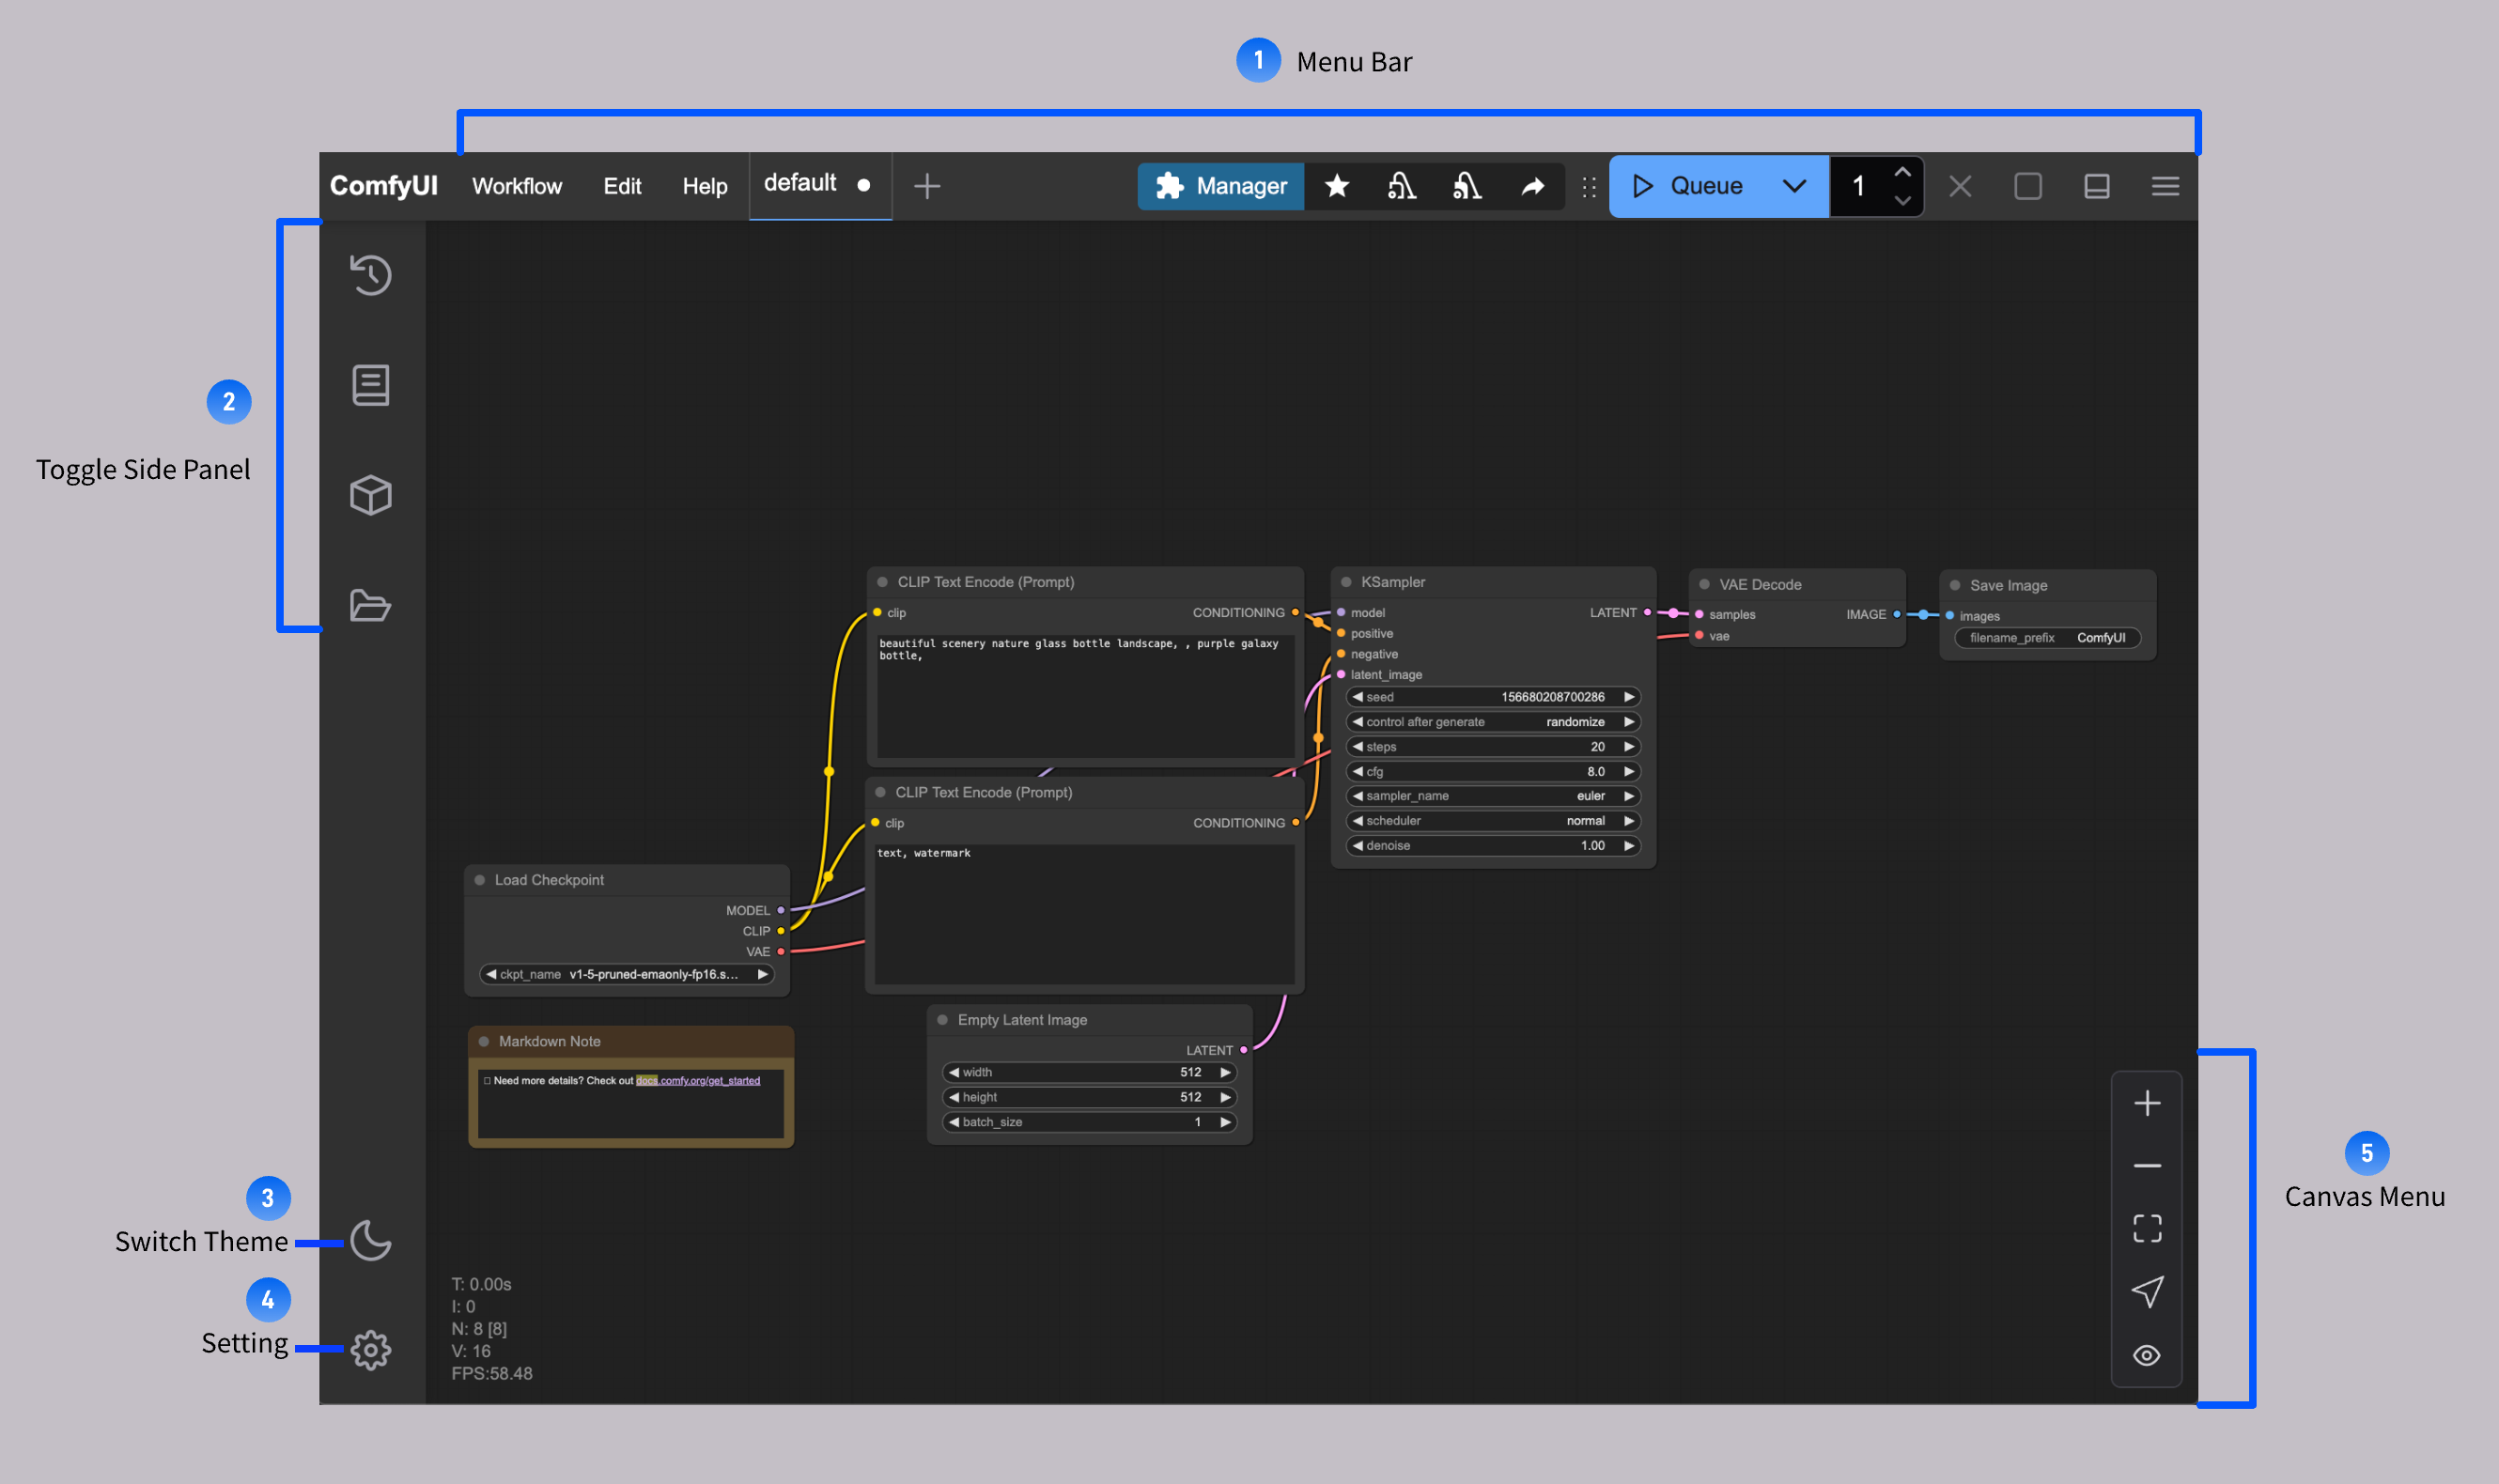 1 Menu Bar
ComfyUI Workflow Edit Help default Manager Queue 1
2
Toggle Side Panel
CLIP Text Encode (Prompt)
clip CONDITIONING
beautiful scenery nature glass bottle landscape, , purple galaxy
bottle,
KSampler
model LATENT
positive
negative
latent_image
seed 156680208700286
control after generate randomize
steps 20
cfg 8.0
sampler_name euler
scheduler normal
denoise 1.00
VAE Decode
samples IMAGE
vae
Save Image
images
filename_prefix ComfyUI
CLIP Text Encode (Prompt)
clip CONDITIONING
text, watermark
Load Checkpoint
MODEL
CLIP
VAE
ckpt_name v1-5-pruned-emaonly-fp16.s...
Markdown Note
Need more details? Check out docs.comfy.org/get_started
Empty Latent Image
LATENT
width 512
height 512
batch_size 1
3
Switch Theme
4
Setting
T: 0.00s
I: 0
N: 8 [8]
V: 16
FPS:58.48
5
Canvas Menu